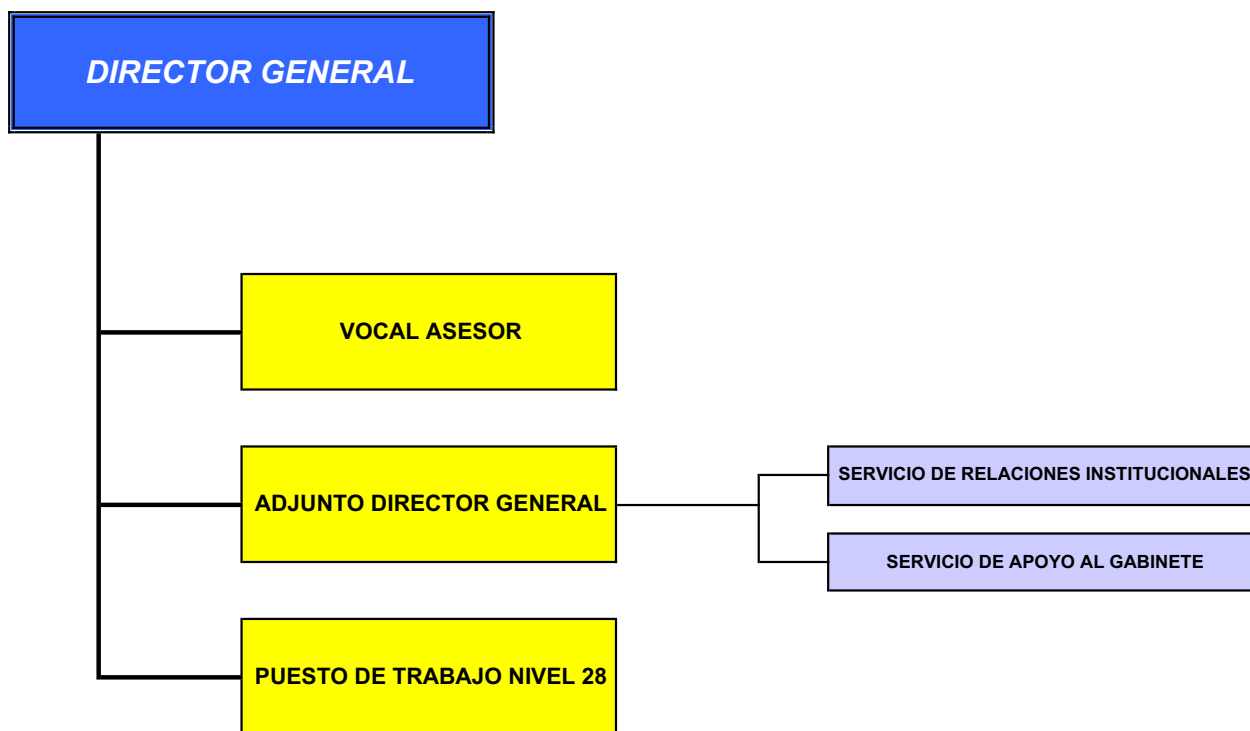 DIRECTOR GENERAL
VOCAL ASESOR
ADJUNTO DIRECTOR GENERAL
SERVICIO DE RELACIONES INSTITUCIONALES
SERVICIO DE APOYO AL GABINETE
PUESTO DE TRABAJO NIVEL 28